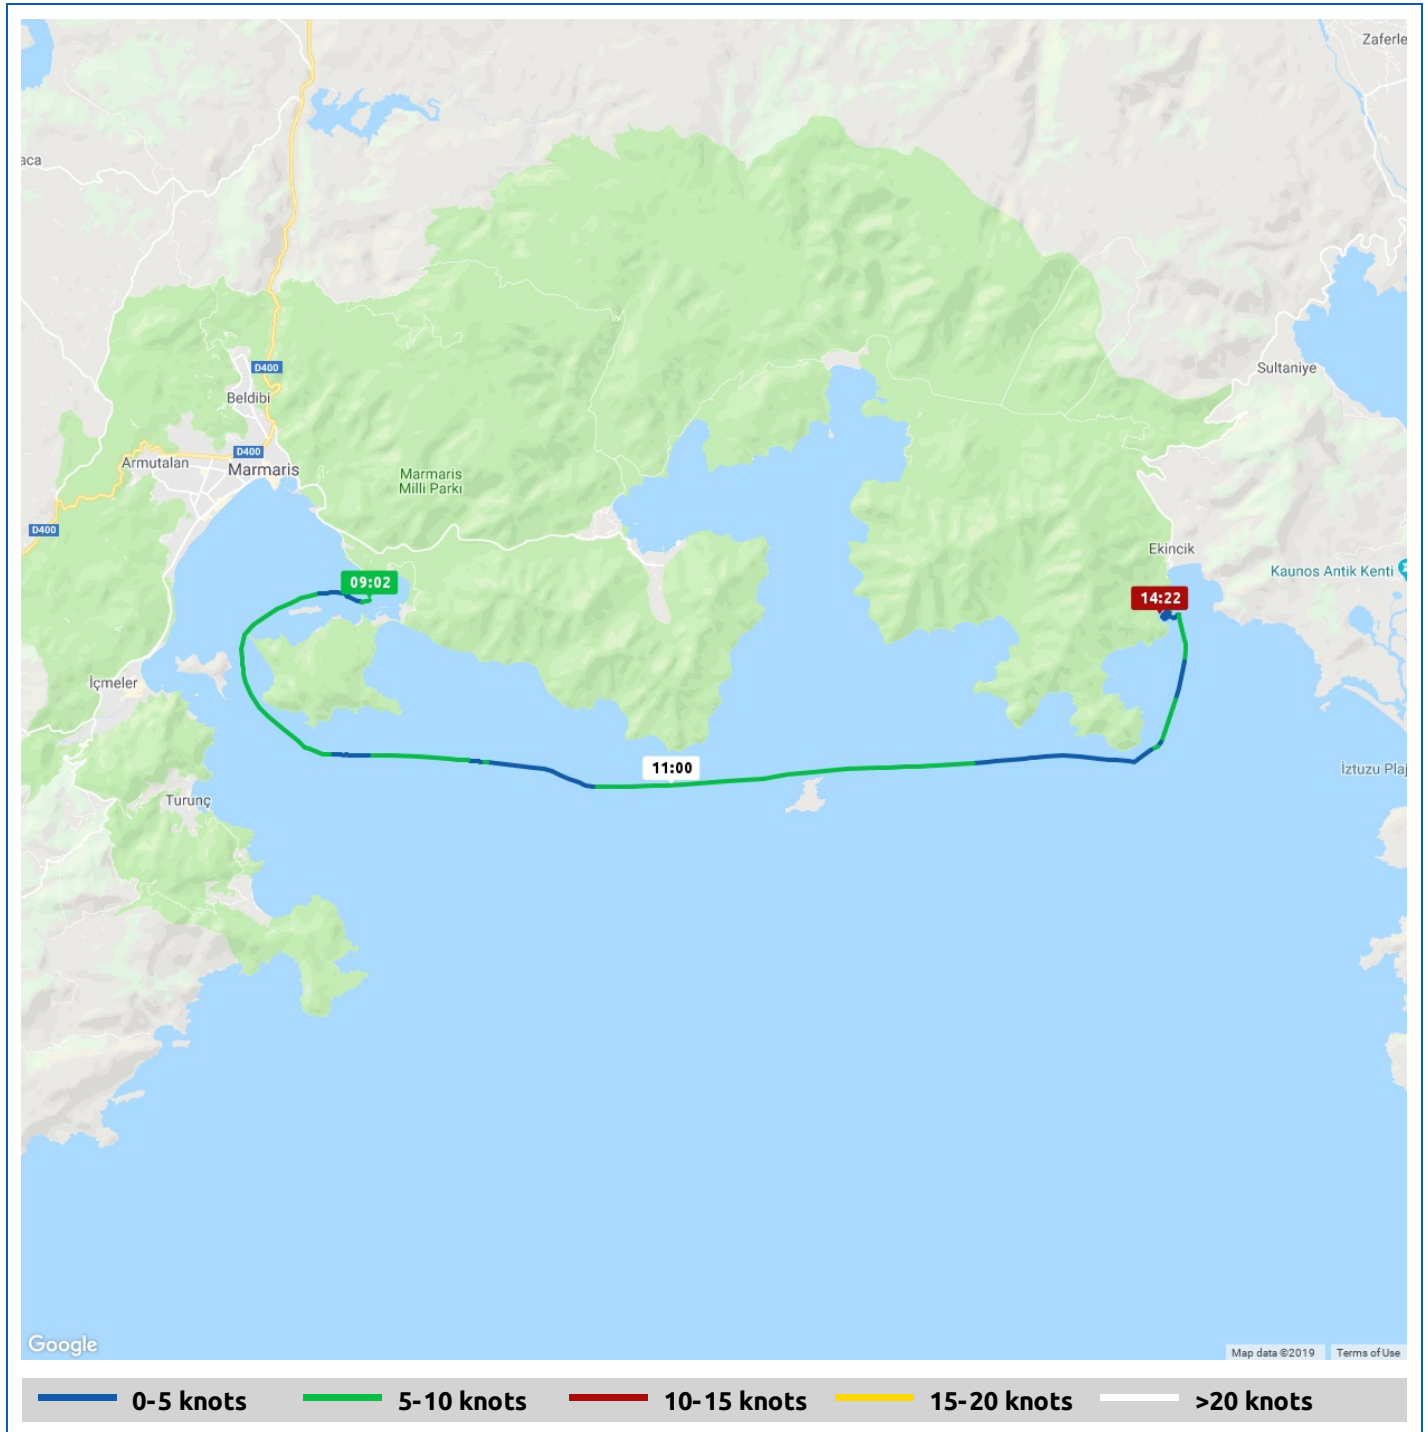 Zaferle
aca
D400
Sultaniye
Beldibi
D400
Armutalan
Marmaris
Marmaris
Milli Parkı
D400
Ekincik
Kaunos Antik Kenti
09:02
14:22
İçmeler
11:00
İztuzu Plaj
Turunç
Google
Map data ©2019
Terms of Use
0-5 knots
5-10 knots
10-15 knots
15-20 knots
>20 knots